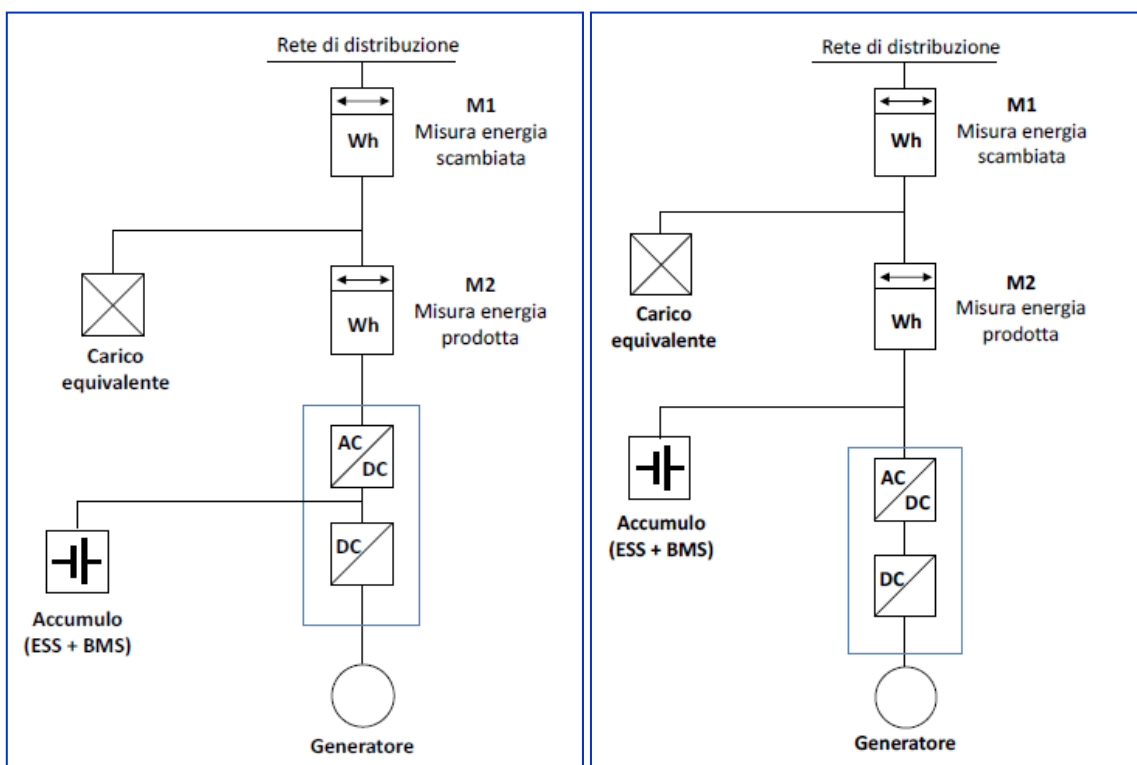 Rete di distribuzione
M1
Misura energia
scambiata
Wh
M2
Misura energia
prodotta
Wh
Carico
equivalente
AC
DC
DC
Accumulo
(ESS + BMS)
Generatore
Rete di distribuzione
M1
Misura energia
scambiata
Wh
M2
Misura energia
prodotta
Wh
Carico
equivalente
AC
DC
Accumulo
(ESS + BMS)
DC
Generatore